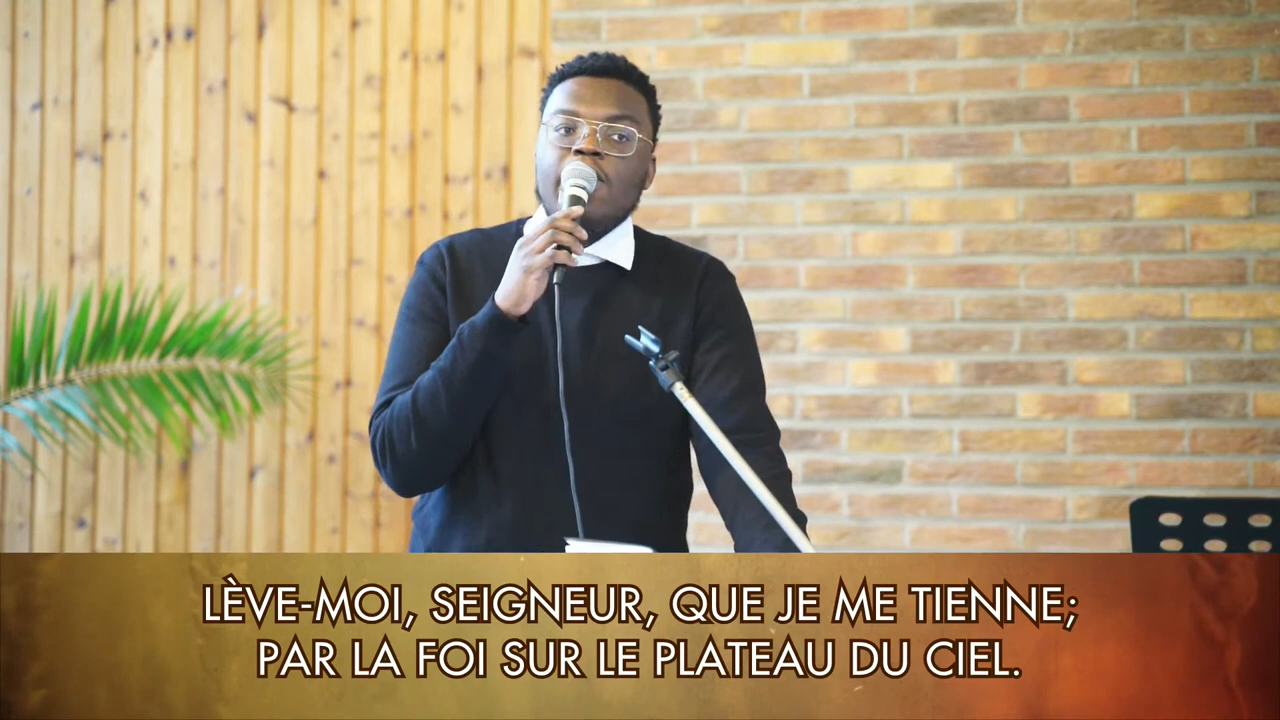 LÈVE-MOI, SEIGNEUR, QUE JE ME TIENNE;
PAR LA FOI SUR LE PLATEAU DU CIEL.